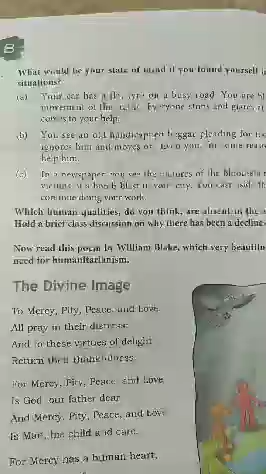 B
What would be your state of mind if you found yourself
situations?
(a) Your car has a flat tyre on a busy road. You are
movement of the Everyone stops and glares
comes to your help.
(b) You see an old handicapped beggar pleading for
ignores him and moves on. Even you, for some
help him.
(c) In a newspaper, you see the pictures of the
victims of a bomb blast in your city. You cast aside
continue doing your work.
Which human qualities, do you think, are absent in the
Hold a brief class discussion on why there has been a decline
Now read this poem by William Blake, which very
need for humanitarianism.
The Divine Image
To Mercy, Pity, Peace, and Love
All pray in their distress;
And to these virtues of delight
Return their thankfulness.
For Mercy, Pity, Peace, and Love
Is God, our father dear
And Mercy, Pity, Peace, and Love
Is Man, his child and care.
For Mercy has a human heart,